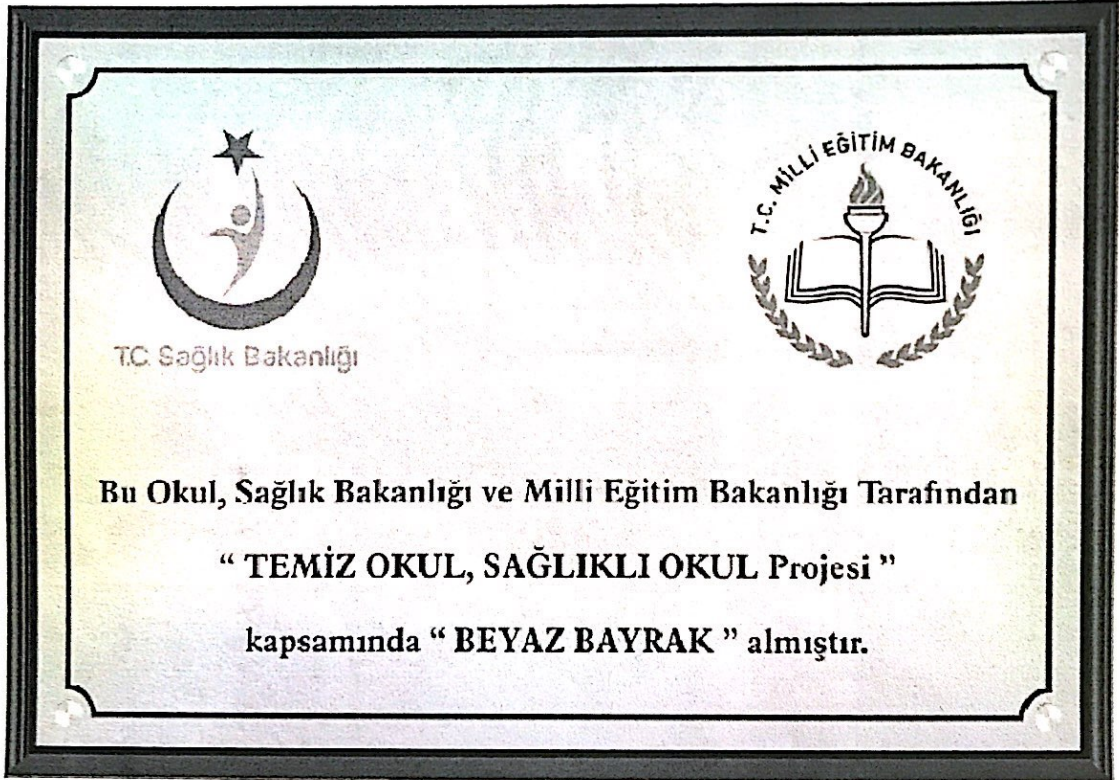 T.C. Sağlık Bakanlığı
T.C. MİLLİ EĞİTİM BAKANLIĞI
Bu Okul, Sağlık Bakanlığı ve Milli Eğitim Bakanlığı Tarafından
“ TEMİZ OKUL, SAĞLIKLI OKUL Projesi ”
kapsamında “ BEYAZ BAYRAK ” almıştır.